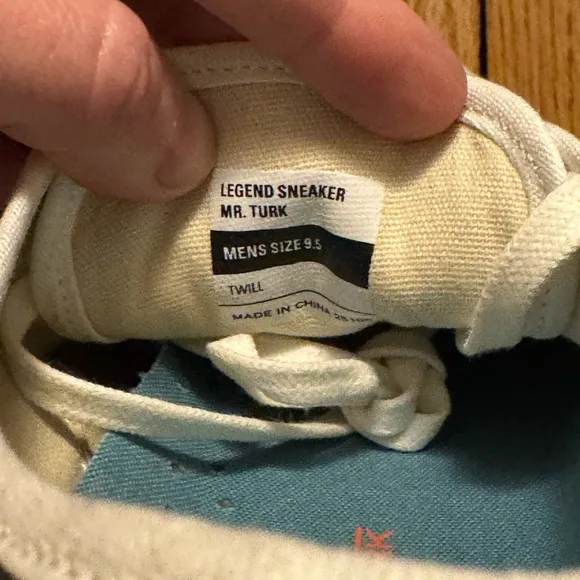 LEGEND SNEAKER
MR. TURK
MENS SIZE 9.5
TWILL
MADE IN CHINA